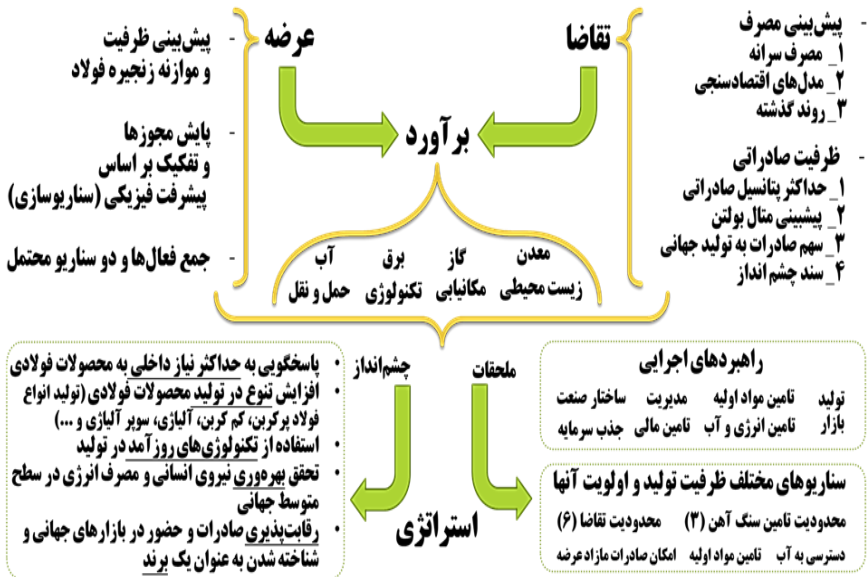 تقاضا
- پیش‌بینی مصرف
۱_ مصرف سرانه
۲_ مدل‌های اقتصادسنجی
۳_ روند گذشته
- ظرفیت صادراتی
۱_ حداکثر پتانسیل صادراتی
۲_ پیشبینی متال بولتن
۳_ سهم صادرات به تولید جهانی
۴_ سند چشم انداز
عرضه
- پیش‌بینی ظرفیت
و موازنه زنجیره فولاد
- پایش مجوزها
و تفکیک بر اساس
پیشرفت فیزیکی (سناریوسازی)
- جمع فعال‌ها و دو سناریو محتمل
برآورد
معدن گاز برق آب
زیست محیطی مکانیابی تکنولوژی حمل و نقل
ملحقات
چشم‌انداز
استراتژی
راهبردهای اجرایی
تولید تامین مواد اولیه مدیریت ساختار صنعت
بازار تامین انرژی و آب تامین مالی جذب سرمایه
سناریوهای مختلف ظرفیت تولید و اولویت آنها
محدودیت تامین سنگ آهن (۳) محدودیت تقاضا (۶)
دسترسی به آب تامین مواد اولیه امکان صادرات مازاد عرضه
• پاسخگویی به حداکثر نیاز داخلی به محصولات فولادی
• افزایش تنوع در تولید محصولات فولادی (تولید انواع
فولاد پرکربن، کم کربن، آلیاژی، سوپر آلیاژی و ...)
• استفاده از تکنولوژی‌های روزآمد در تولید
• تحقق بهره‌وری نیروی انسانی و مصرف انرژی در سطح
متوسط جهانی
• رقابت‌پذیری صادرات و حضور در بازارهای جهانی و
شناخته شدن به عنوان یک برند